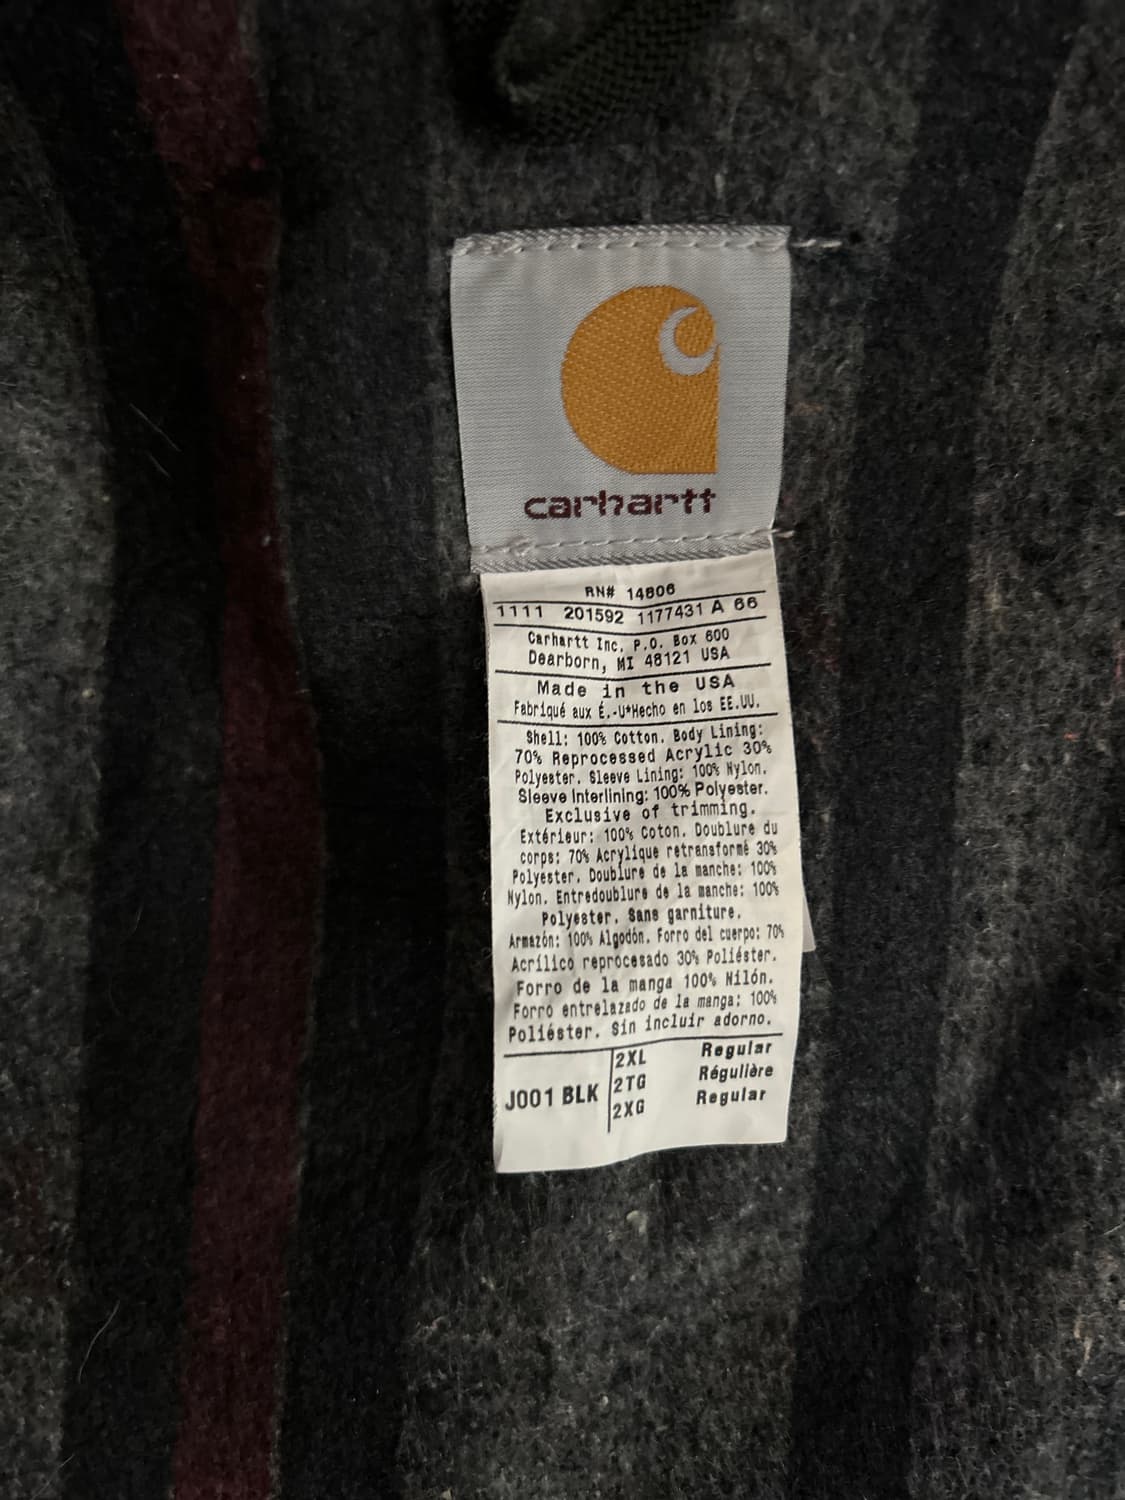 carhartt
RN# 14806
1111 201592 1177431 A 66
Carhartt Inc. P.O. Box 600
Dearborn, MI 48121 USA
Made in the USA
Fabriqué aux É.-U*Hecho en los EE.UU.
Shell: 100% Cotton. Body Lining:
70% Reprocessed Acrylic 30%
Polyester. Sleeve Lining: 100% Nylon.
Sleeve Interlining: 100% Polyester.
Exclusive of trimming.
Extérieur: 100% Coton. Doublure du
corps: 70% Acrylique retransformé 30%
Polyester. Doublure de la manche: 100%
Nylon. Entredoublure de la manche: 100%
Polyester. Sans garniture.
Armazón: 100% Algodón. Forro del cuerpo: 70%
Acrílico reprocesado 30% Poliéster.
Forro de la manga 100% Nilón.
Forro entrelazado de la manga: 100%
Poliéster. Sin incluir adorno.
J001 BLK 2XL Regular
2TG Régulière
2XG Regular